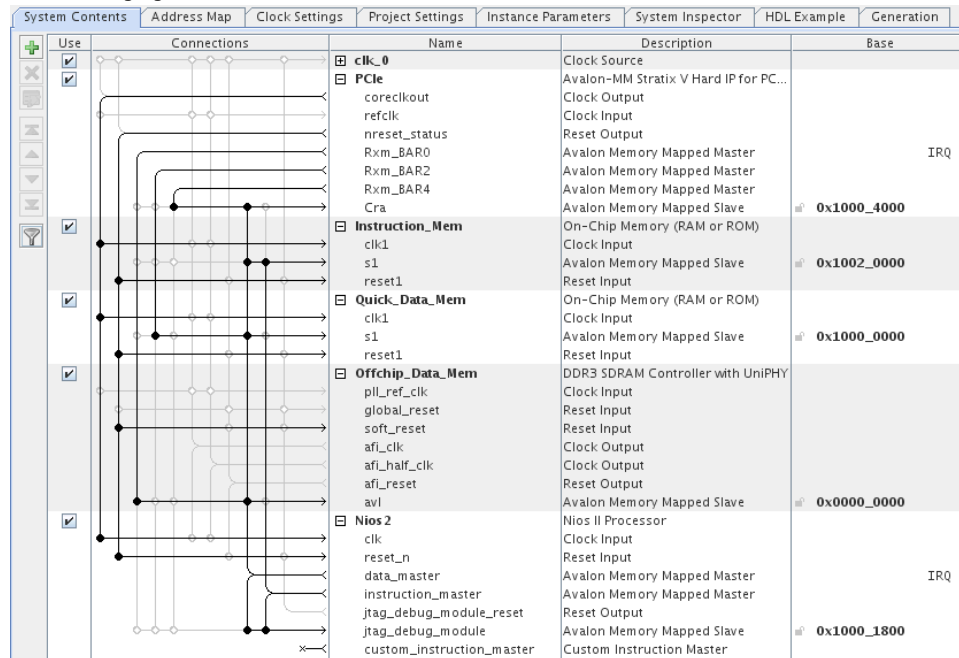 System Contents Address Map Clock Settings Project Settings Instance Parameters System Inspector HDL Example Generation
Use Connections Name Description Base
clk_0 Clock Source
PCIe Avalon-MM Stratix V Hard IP for PC...
coreclkout Clock Output
refclk Clock Input
nreset_status Reset Output
Rxm_BAR0 Avalon Memory Mapped Master IRQ
Rxm_BAR2 Avalon Memory Mapped Master
Rxm_BAR4 Avalon Memory Mapped Master
Cra Avalon Memory Mapped Slave 0x1000_4000
Instruction_Mem On-Chip Memory (RAM or ROM)
clk1 Clock Input
s1 Avalon Memory Mapped Slave 0x1002_0000
reset1 Reset Input
Quick_Data_Mem On-Chip Memory (RAM or ROM)
clk1 Clock Input
s1 Avalon Memory Mapped Slave 0x1000_0000
reset1 Reset Input
Offchip_Data_Mem DDR3 SDRAM Controller with UniPHY
pll_ref_clk Clock Input
global_reset Reset Input
soft_reset Reset Input
afi_clk Clock Output
afi_half_clk Clock Output
afi_reset Reset Output
avl Avalon Memory Mapped Slave 0x0000_0000
Nios2 Nios II Processor
clk Clock Input
reset_n Reset Input
data_master Avalon Memory Mapped Master IRQ
instruction_master Avalon Memory Mapped Master
jtag_debug_module_reset Reset Output
jtag_debug_module Avalon Memory Mapped Slave 0x1000_1800
custom_instruction_master Custom Instruction Master